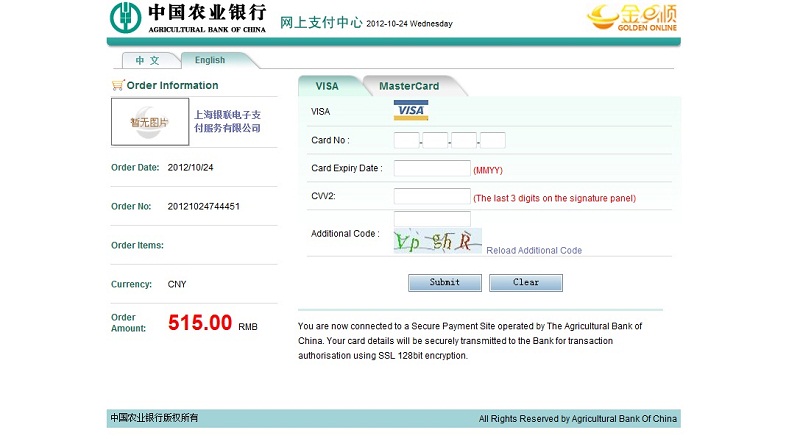 中国农业银行
AGRICULTURAL BANK OF CHINA
网上支付中心 2012-10-24 Wednesday
金e顺
GOLDEN ONLINE
中 文
English
Order Information
暂无图片
上海银联电子支
付服务有限公司
Order Date: 2012/10/24
Order No: 20121024744451
Order Items:
Currency: CNY
Order
Amount: 515.00 RMB
VISA
MasterCard
VISA
VISA
Card No :
- - -
Card Expiry Date :
(MMYY)
CVV2:
(The last 3 digits on the signature panel)
Additional Code :
Reload Additional Code
Submit
Clear
You are now connected to a Secure Payment Site operated by The Agricultural Bank of
China. Your card details will be securely transmitted to the Bank for transaction
authorisation using SSL 128bit encryption.
中国农业银行版权所有
All Rights Reserved by Agricultural Bank Of China